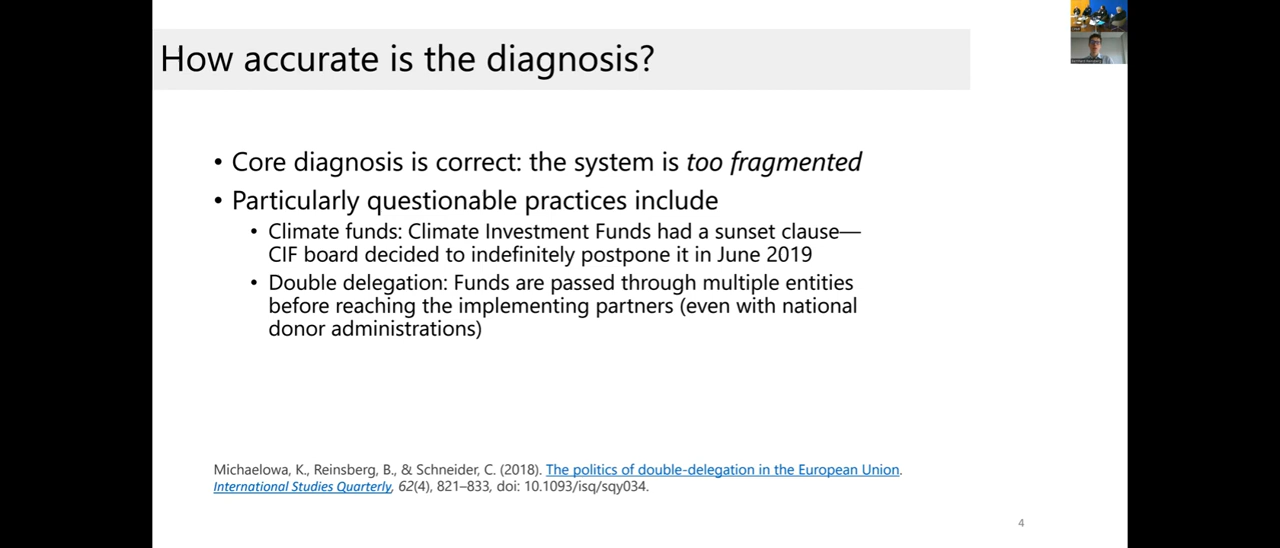 How accurate is the diagnosis?
• Core diagnosis is correct: the system is too fragmented
• Particularly questionable practices include
• Climate funds: Climate Investment Funds had a sunset clause—
CIF board decided to indefinitely postpone it in June 2019
• Double delegation: Funds are passed through multiple entities
before reaching the implementing partners (even with national
donor administrations)
Michaelowa, K., Reinsberg, B., & Schneider, C. (2018). The politics of double-delegation in the European Union.
International Studies Quarterly, 62(4), 821–833, doi: 10.1093/isq/sqy034.
4